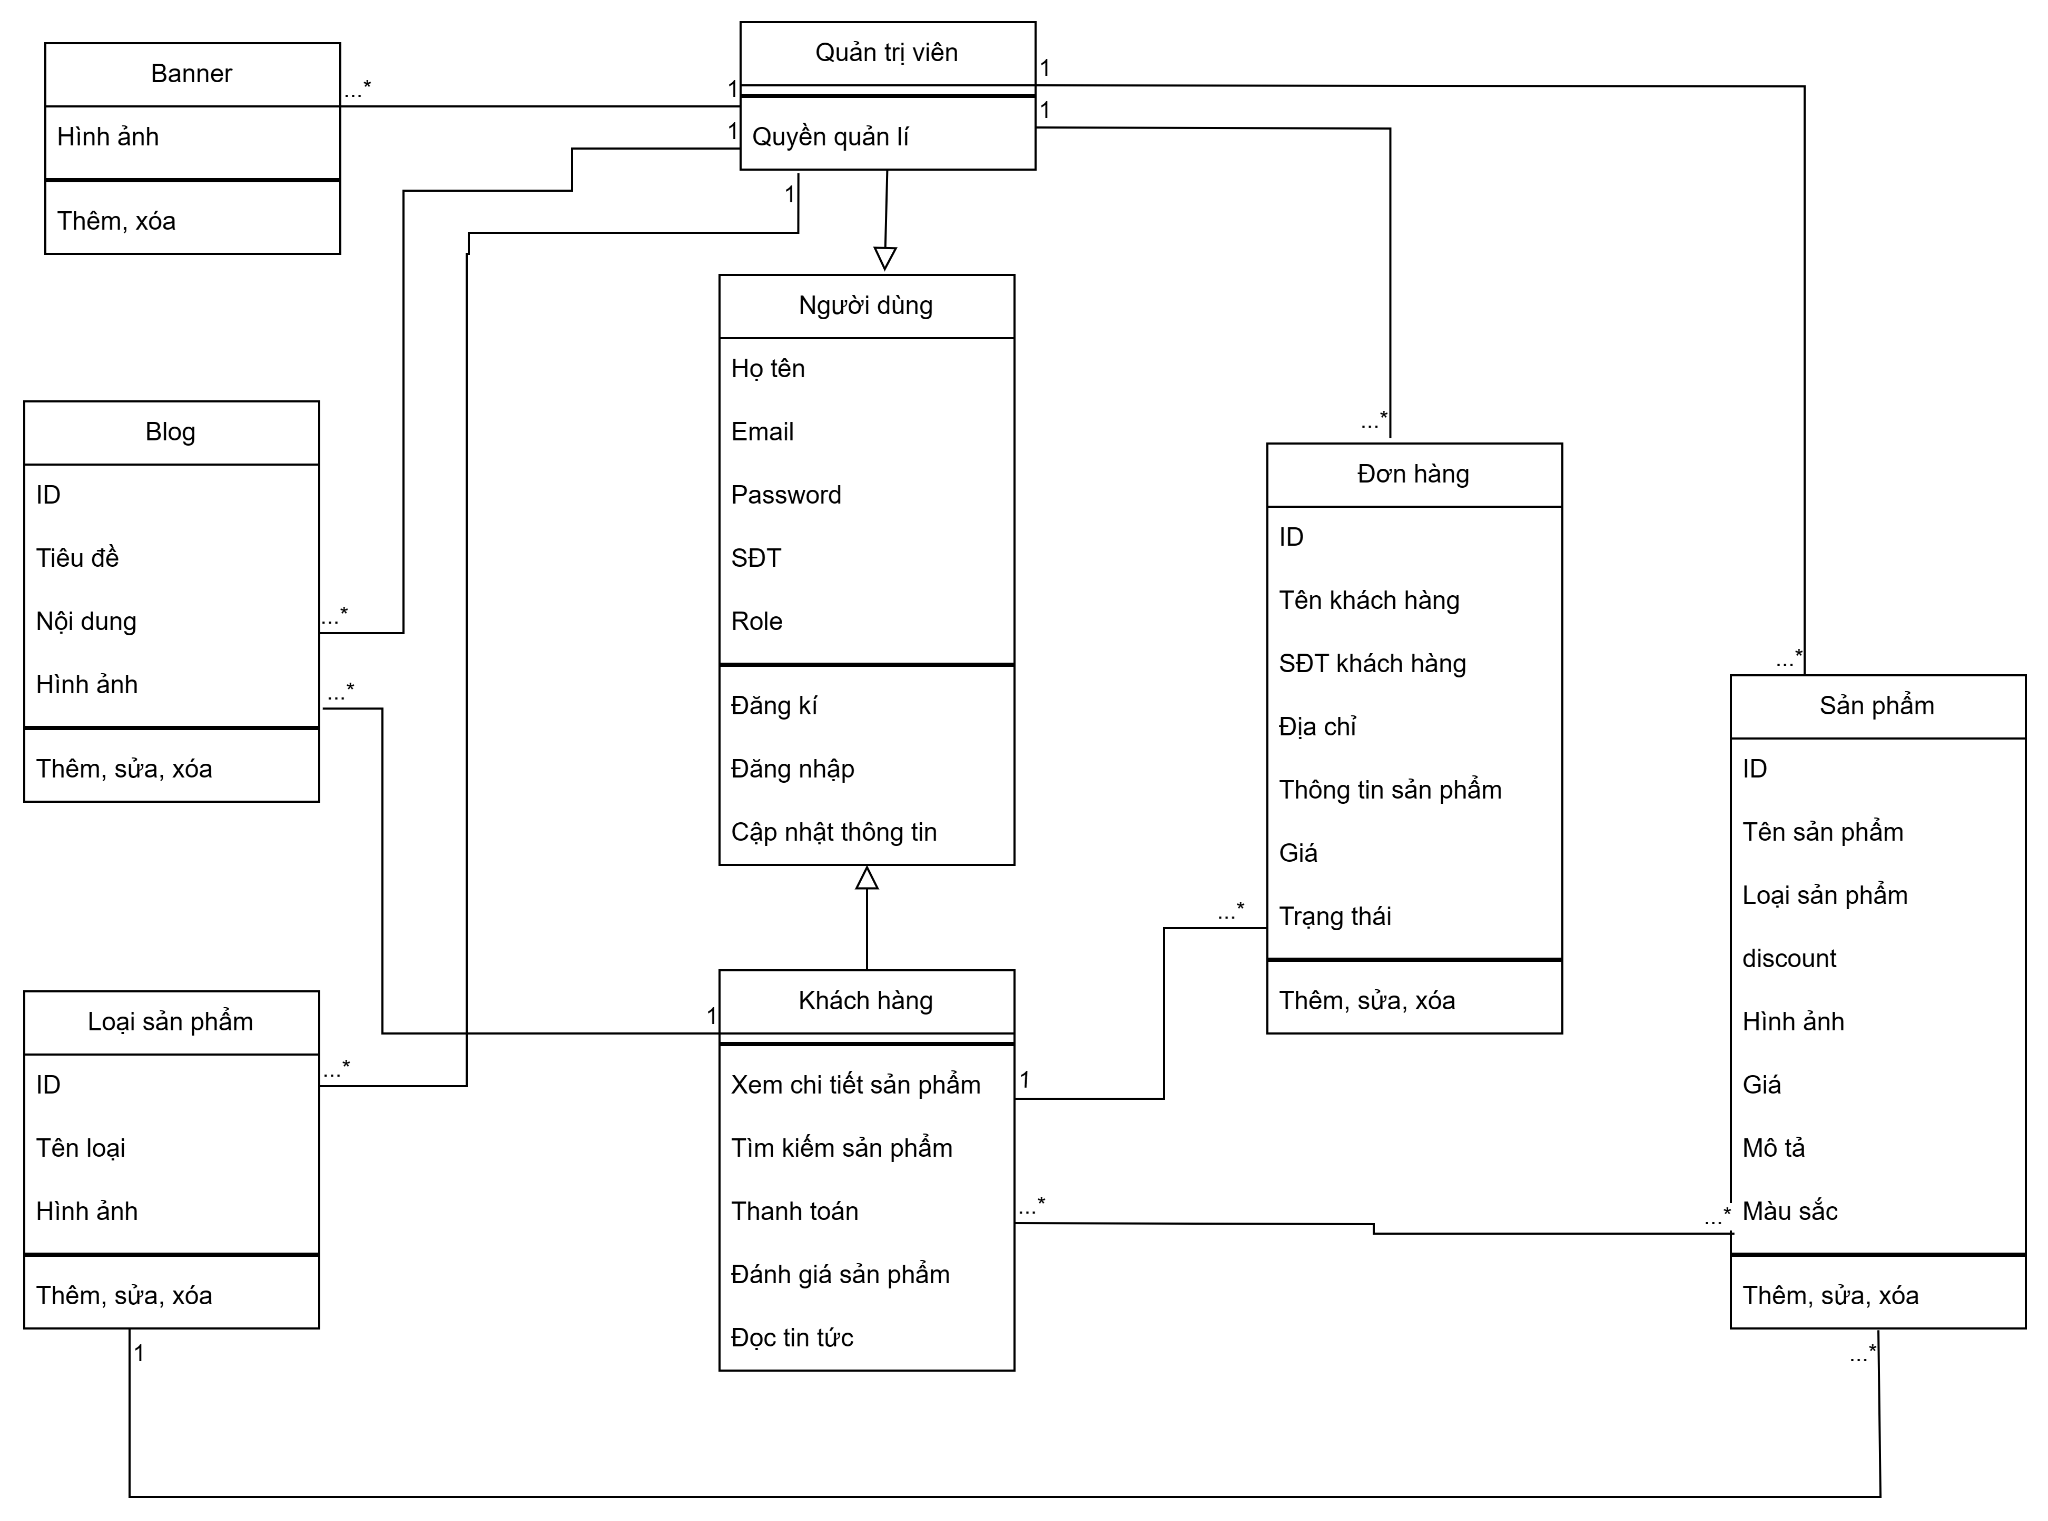 Banner
Hình ảnh
Thêm, xóa
...*
1
Quản trị viên
Quyền quản lí
1
1
1
1
Người dùng
Họ tên
Email
Password
SĐT
Role
Đăng kí
Đăng nhập
Cập nhật thông tin
Blog
ID
Tiêu đề
Nội dung
Hình ảnh
Thêm, sửa, xóa
...*
...*
...*
Đơn hàng
ID
Tên khách hàng
SĐT khách hàng
Địa chỉ
Thông tin sản phẩm
Giá
Trạng thái
Thêm, sửa, xóa
...*
...*
Sản phẩm
ID
Tên sản phẩm
Loại sản phẩm
discount
Hình ảnh
Giá
Mô tả
Màu sắc
Thêm, sửa, xóa
...*
...*
Loại sản phẩm
ID
Tên loại
Hình ảnh
Thêm, sửa, xóa
...*
1
1
Khách hàng
Xem chi tiết sản phẩm
Tìm kiếm sản phẩm
Thanh toán
Đánh giá sản phẩm
Đọc tin tức
1
...*